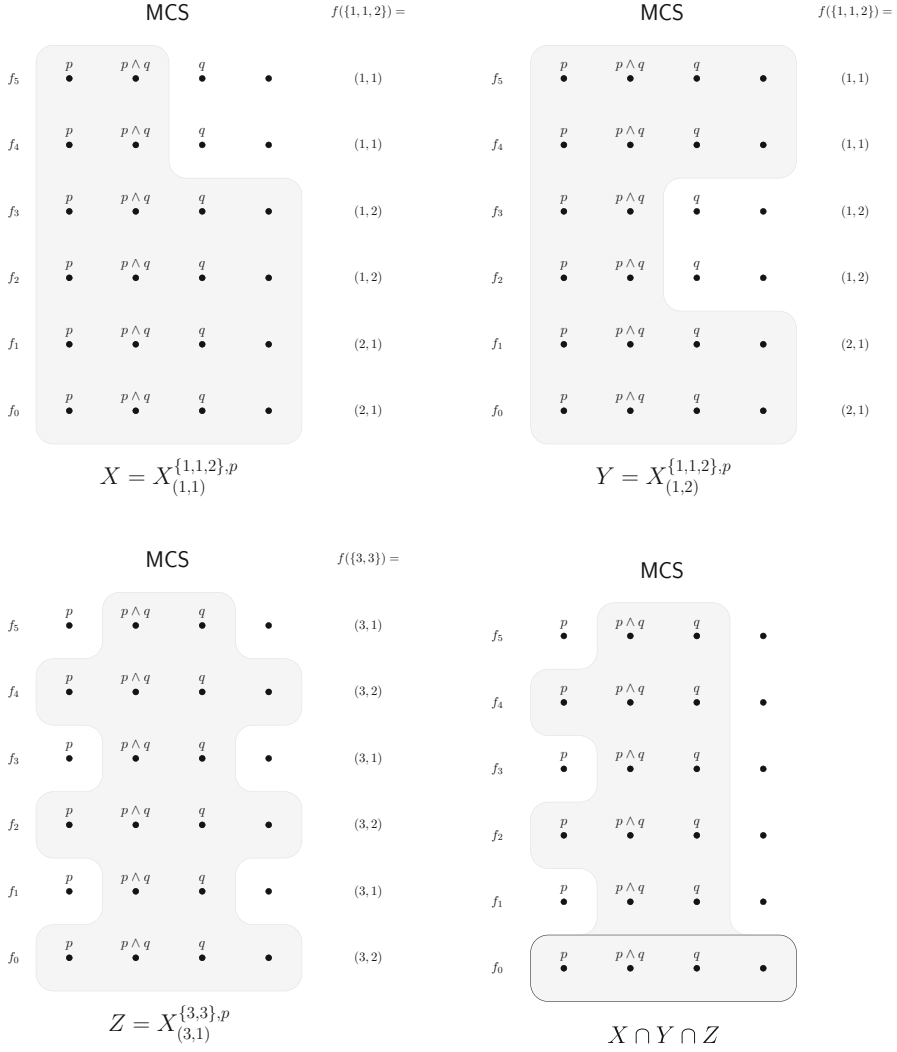 MCS f({1, 1, 2}) =
p p ∧ q q
f₅ (1, 1)
p p ∧ q q
f₄ (1, 1)
p p ∧ q q
f₃ (1, 2)
p p ∧ q q
f₂ (1, 2)
p p ∧ q q
f₁ (2, 1)
p p ∧ q q
f₀ (2, 1)
X = X_{(1,1)}^{{1,1,2},p}
MCS f({1, 1, 2}) =
p p ∧ q q
f₅ (1, 1)
p p ∧ q q
f₄ (1, 1)
p p ∧ q q
f₃ (1, 2)
p p ∧ q q
f₂ (1, 2)
p p ∧ q q
f₁ (2, 1)
p p ∧ q q
f₀ (2, 1)
Y = X_{(1,2)}^{{1,1,2},p}
MCS f({3, 3}) =
p p ∧ q q
f₅ (3, 1)
p p ∧ q q
f₄ (3, 2)
p p ∧ q q
f₃ (3, 1)
p p ∧ q q
f₂ (3, 2)
p p ∧ q q
f₁ (3, 1)
p p ∧ q q
f₀ (3, 2)
Z = X_{(3,1)}^{{3,3},p}
MCS
p p ∧ q q
f₅
p p ∧ q q
f₄
p p ∧ q q
f₃
p p ∧ q q
f₂
p p ∧ q q
f₁
p p ∧ q q
f₀
X ∩ Y ∩ Z